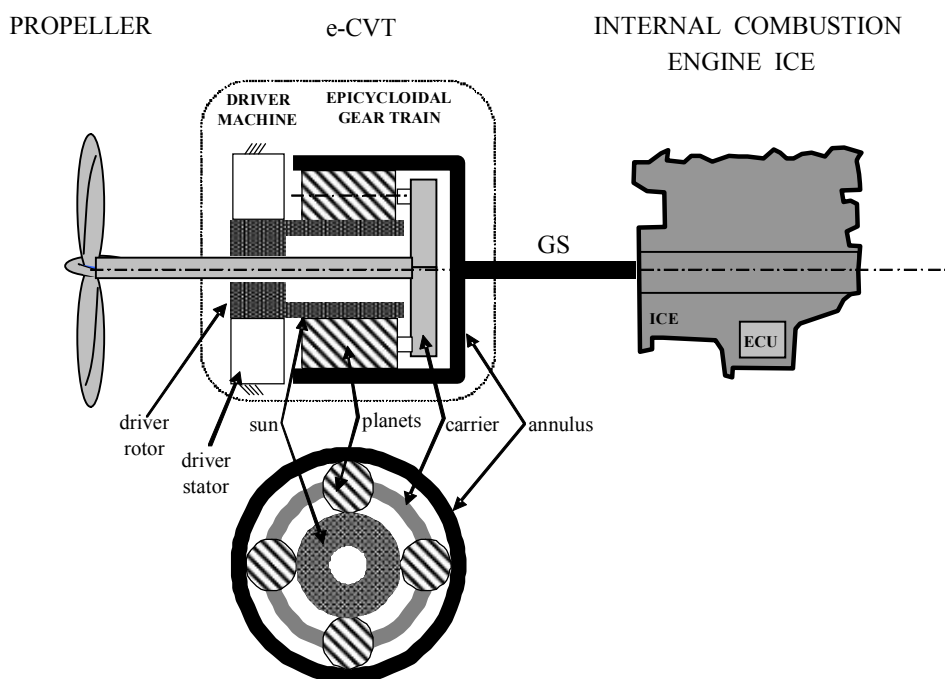 PROPELLER
e-CVT
INTERNAL COMBUSTION
ENGINE ICE
DRIVER
MACHINE
EPICYCLOIDAL
GEAR TRAIN
GS
ICE
ECU
driver
rotor
driver
stator
sun
planets
carrier
annulus